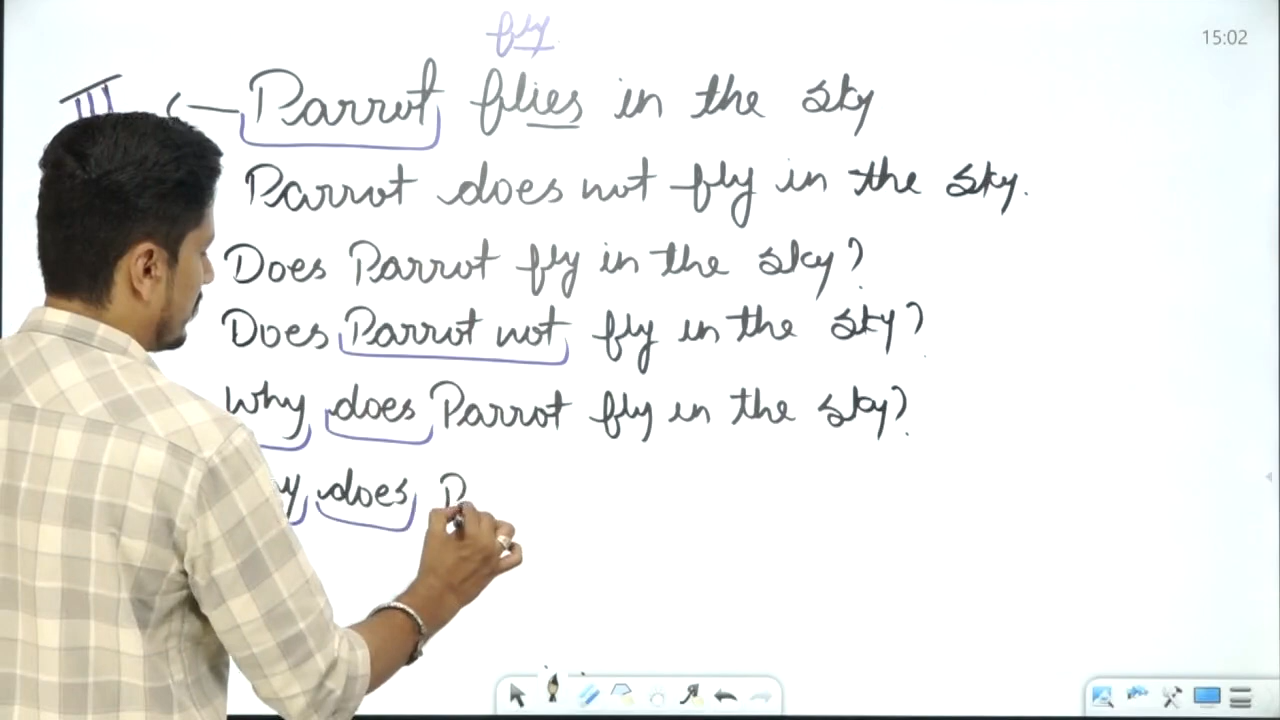 fly
15:02
III Parrot flies in the sky
Parrot does not fly in the sky.
Does Parrot fly in the sky?
Does Parrot not fly in the sky?
Why does Parrot fly in the sky?
does P